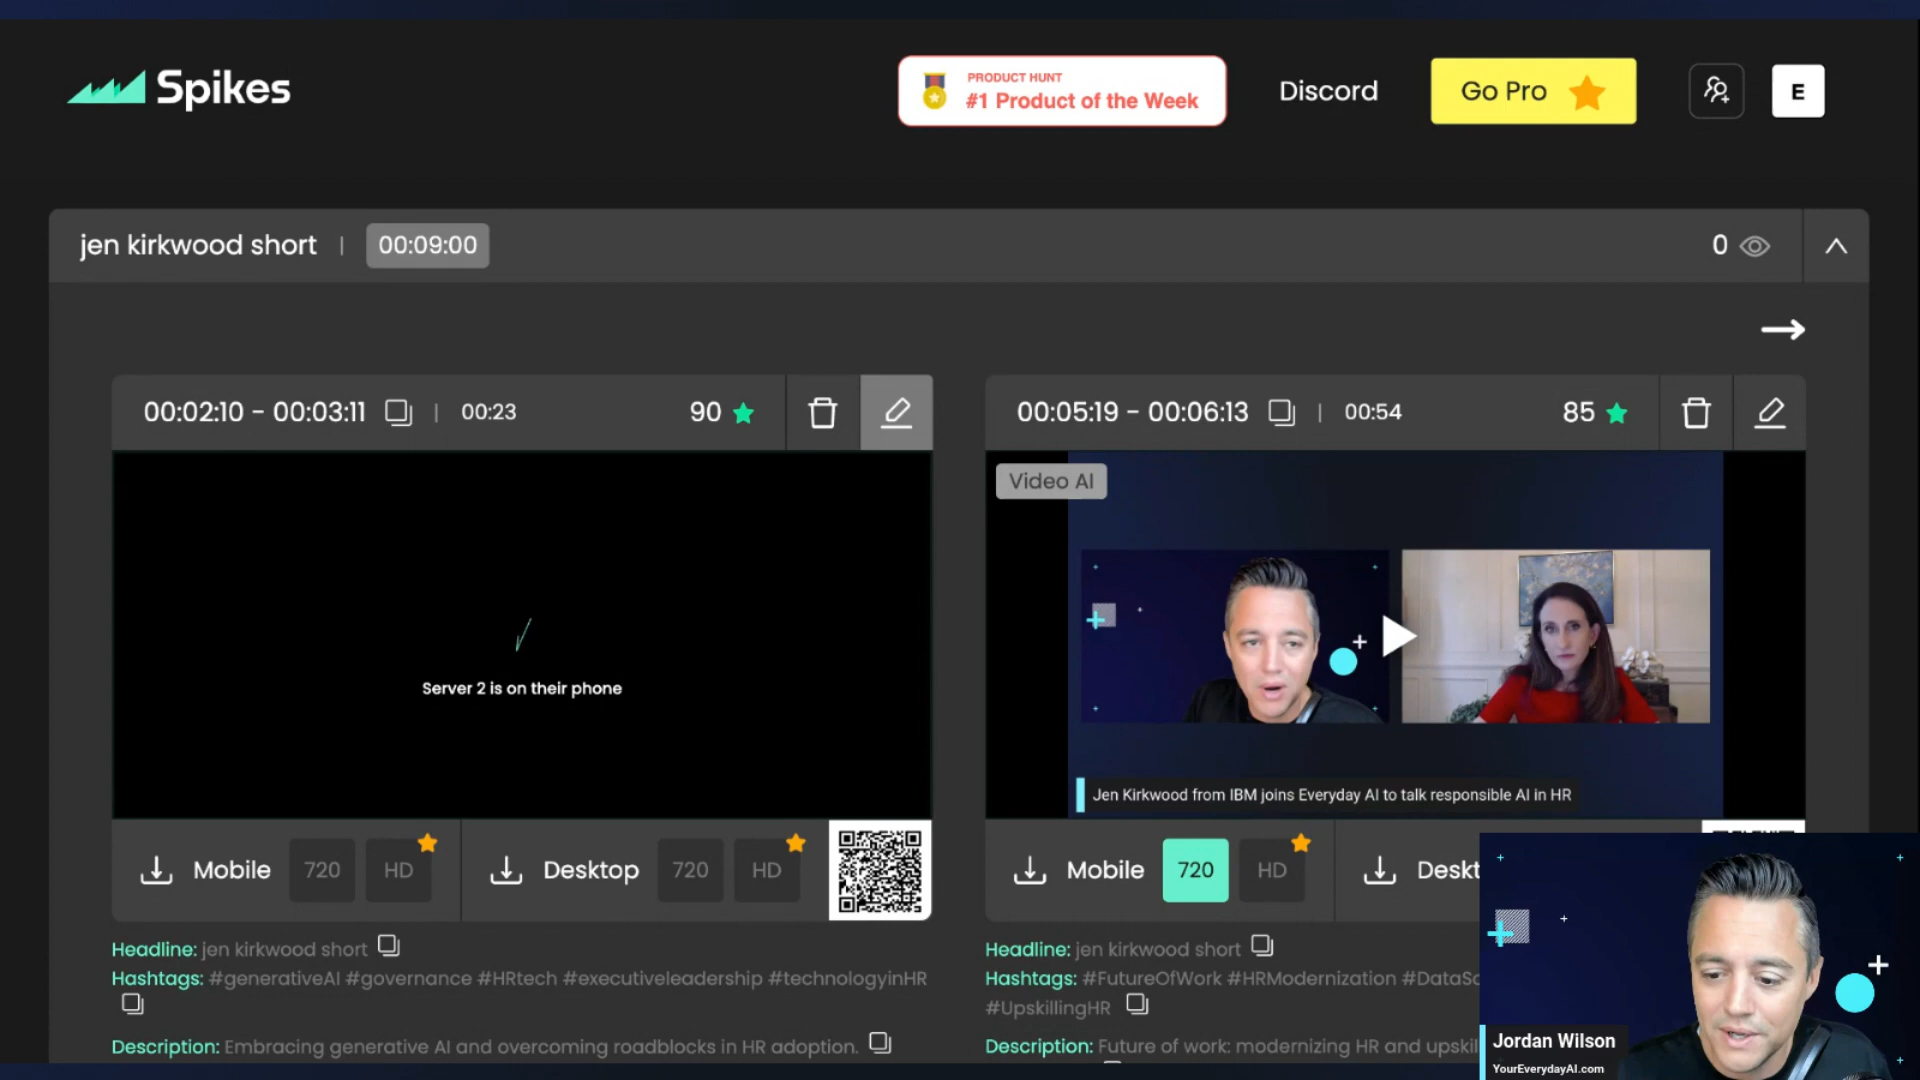 Spikes
PRODUCT HUNT
#1 Product of the Week
Discord
Go Pro
E
jen kirkwood short | 00:09:00
0
00:02:10 - 00:03:11 | 00:23
90
00:05:19 - 00:06:13 | 00:54
85
Server 2 is on their phone
Video AI
Jen Kirkwood from IBM joins Everyday AI to talk responsible AI in HR
Mobile 720 HD
Desktop 720 HD
Mobile 720 HD
Deskt
Headline: jen kirkwood short
Hashtags: #generativeAI #governance #HRtech #executiveleadership #technologyinHR
Description: Embracing generative AI and overcoming roadblocks in HR adoption.
Headline: jen kirkwood short
Hashtags: #FutureOfWork #HRModernization #DataSc
#UpskillingHR
Description: Future of work: modernizing HR and upskil
Jordan Wilson
YourEverydayAI.com